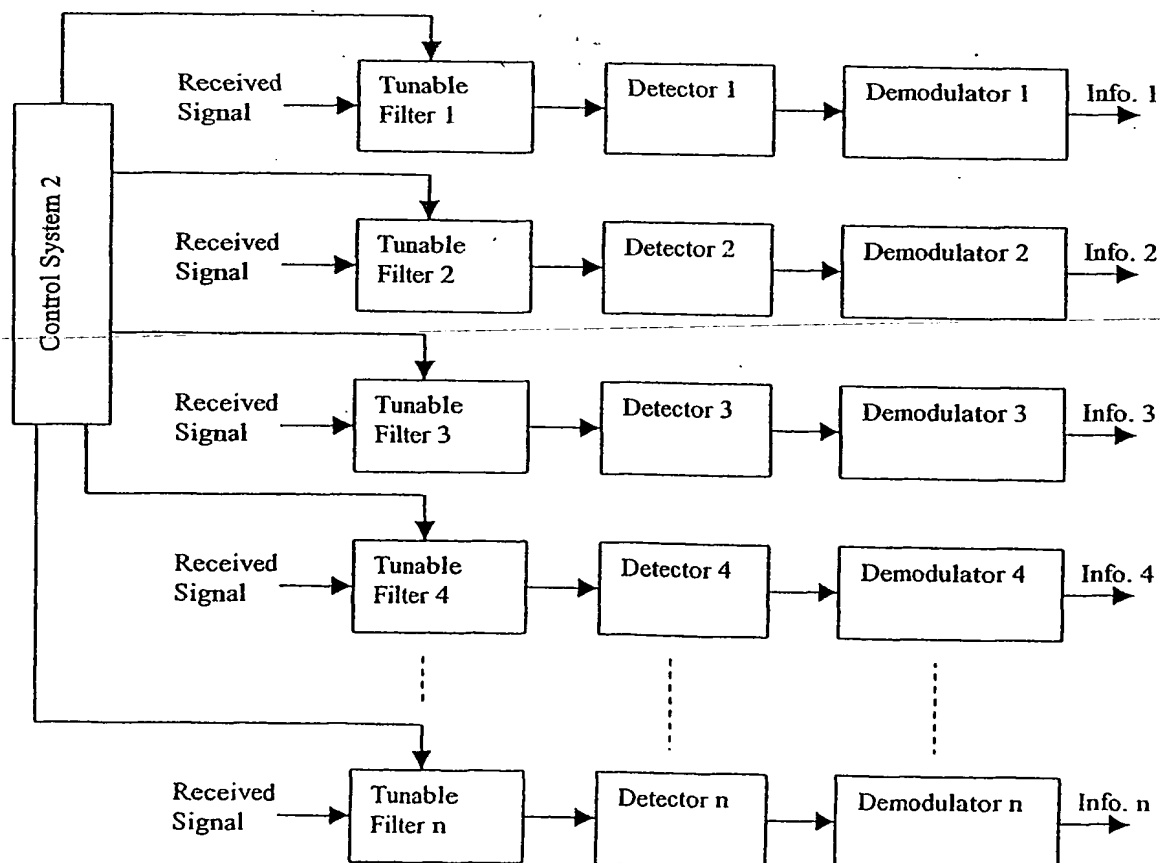 Control System 2
Received
Signal
Tunable
Filter 1
Detector 1
Demodulator 1
Info. 1
Received
Signal
Tunable
Filter 2
Detector 2
Demodulator 2
Info. 2
Received
Signal
Tunable
Filter 3
Detector 3
Demodulator 3
Info. 3
Received
Signal
Tunable
Filter 4
Detector 4
Demodulator 4
Info. 4
Received
Signal
Tunable
Filter n
Detector n
Demodulator n
Info. n